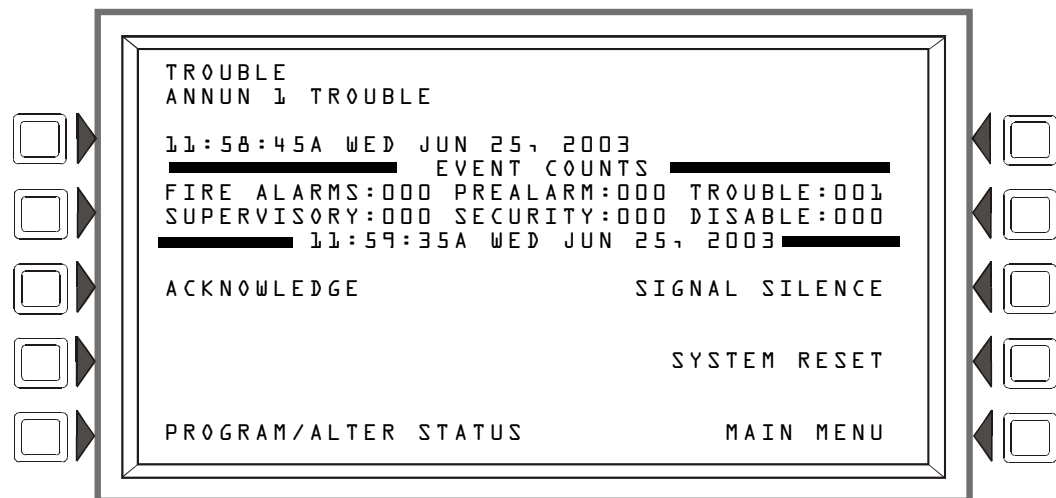 TROUBLE
ANNUN 1 TROUBLE
11:58:45A WED JUN 25, 2003
EVENT COUNTS
FIRE ALARMS:000 PREALARM:000 TROUBLE:001
SUPERVISORY:000 SECURITY:000 DISABLE:000
11:59:35A WED JUN 25, 2003
ACKNOWLEDGE SIGNAL SILENCE
SYSTEM RESET
PROGRAM/ALTER STATUS MAIN MENU